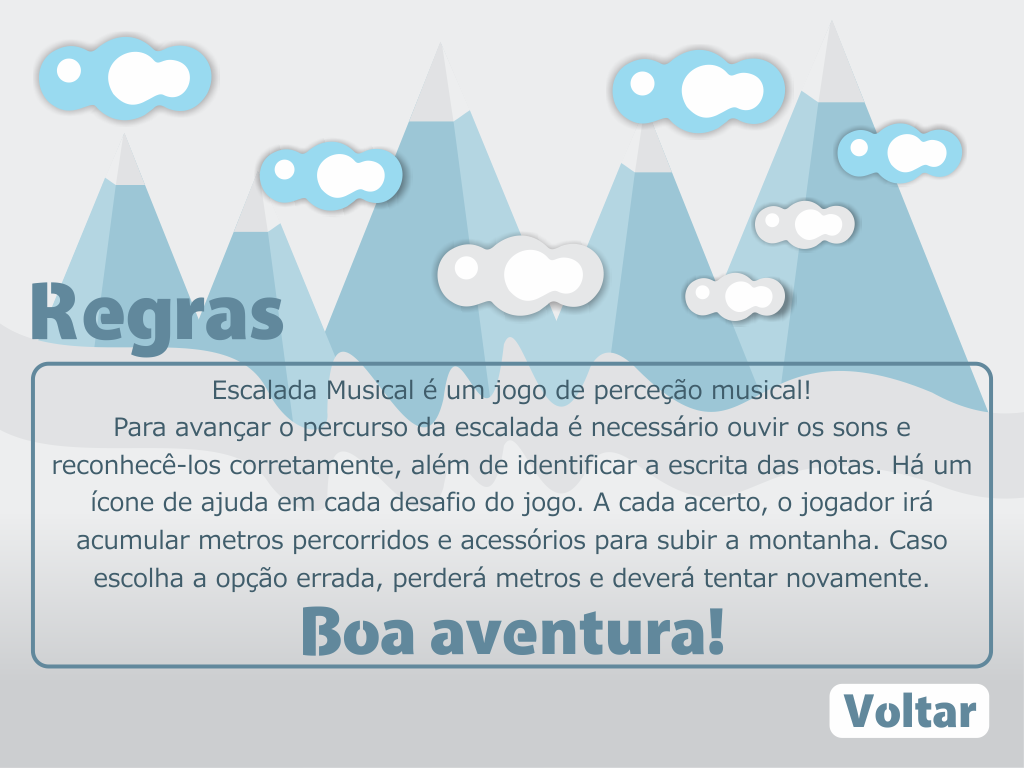 Regras
Escalada Musical é um jogo de perceção musical!
Para avançar o percurso da escalada é necessário ouvir os sons e
reconhecê-los corretamente, além de identificar a escrita das notas. Há um
ícone de ajuda em cada desafio do jogo. A cada acerto, o jogador irá
acumular metros percorridos e acessórios para subir a montanha. Caso
escolha a opção errada, perderá metros e deverá tentar novamente.
Boa aventura!
Voltar